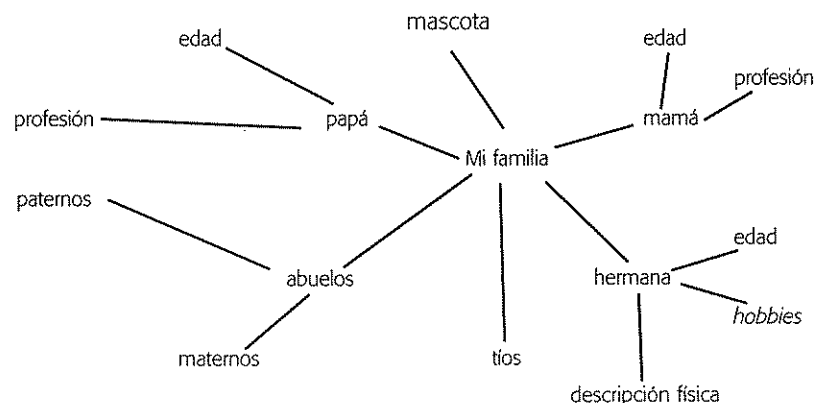 mascota
edad
edad
profesión
profesión
papá
mamá
Mi familia
paternos
edad
abuelos
hermana
hobbies
maternos
tíos
descripción física